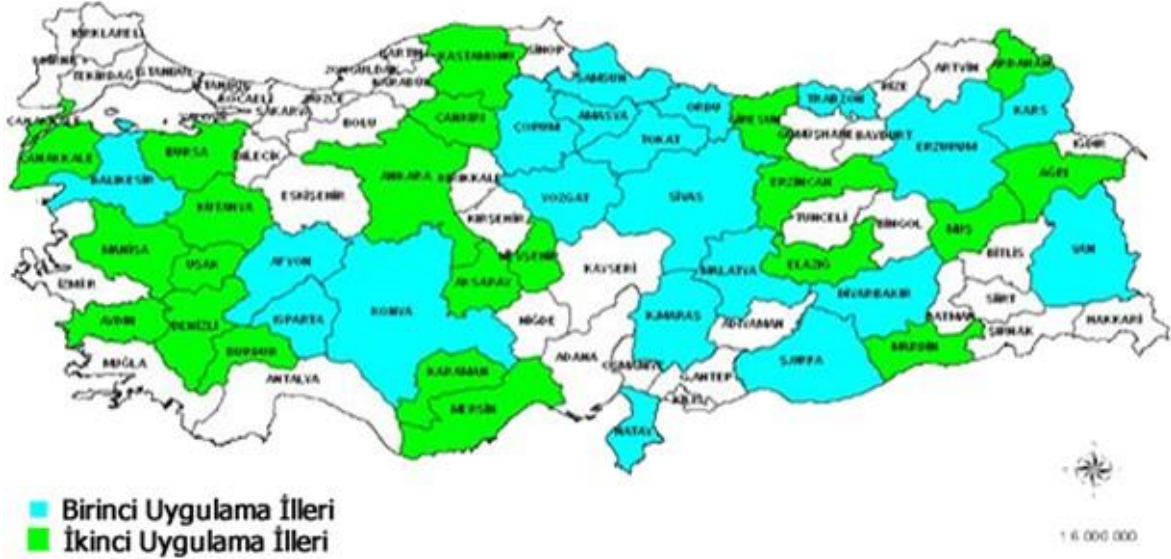 KIRKLARELİ
TEKİRDAĞ
İSTANBUL
KOCAELİ
SAKARYA
DÜZCE
ZONGULDAK
BARTIN
KARABÜK
BOLU
KASTAMONU
SİNOP
ÇANKIRI
SAMSUN
ÇORUM
AMASYA
TOKAT
ORDU
GİRESUN
TRABZON
GÜMÜŞHANE
BAYBURT
RİZE
ARTVİN
ARDAHAN
KARS
IĞDIR
ERZURUM
AĞRI
ERZİNCAN
ÇANAKKALE
ÇANAKKALE
BALIKESİR
BURSA
BİLECİK
ESKİŞEHİR
KÜTAHYA
ANKARA
KIRIKKALE
KIRŞEHİR
YOZGAT
SİVAS
TUNCELİ
BİNGÖL
MUŞ
BİTLİS
VAN
MANİSA
UŞAK
AFYON
İZMİR
AYDIN
DENİZLİ
ISPARTA
BURDUR
MUĞLA
ANTALYA
KONYA
AKSARAY
NEVŞEHİR
KAYSERİ
NİĞDE
MALATYA
ELAZIĞ
DİYARBAKIR
BATMAN
SİİRT
ŞIRNAK
HAKKARİ
MARDİN
Ş.URFA
ADIYAMAN
K.MARAŞ
G.ANTEP
OSMANİYE
ADANA
KARAMAN
MERSİN
HATAY
Birinci Uygulama İlleri
İkinci Uygulama İlleri
1 6 000 000